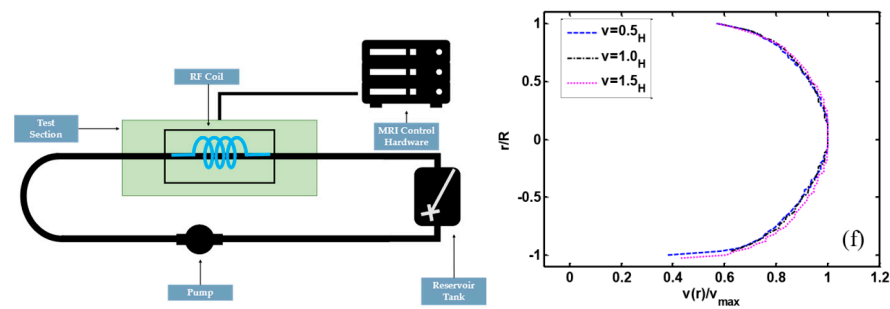 RF Coil
Test
Section
MRI Control
Hardware
Pump
Reservoir
Tank
v=0.5H
v=1.0H
v=1.5H
1
0.5
0
-0.5
-1
r/R
(f)
0
0.2
0.4
0.6
0.8
1
1.2
v(r)/vmax